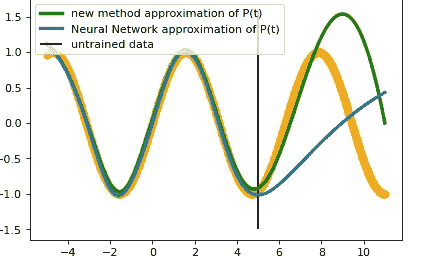 new method approximation of P(t)
Neural Network approximation of P(t)
untrained data
1.5
1.0
0.5
0.0
-0.5
-1.0
-1.5
−4 −2 0 2 4 6 8 10